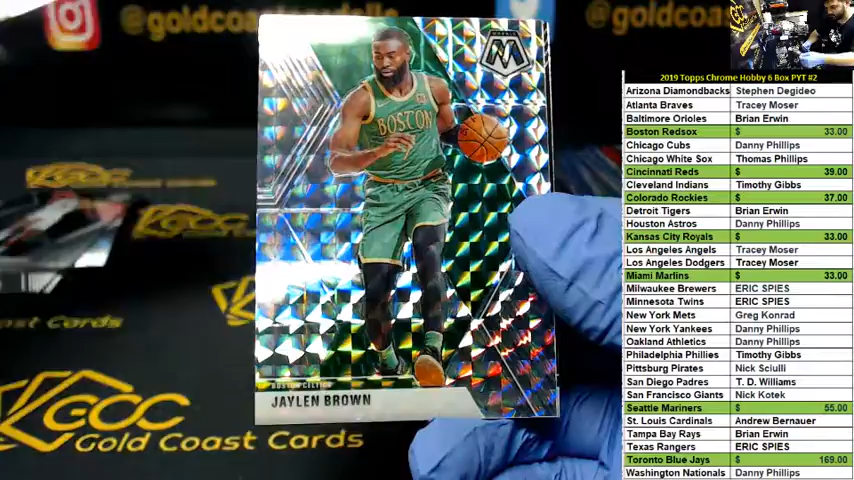 @goldcoas
@goldcoast
GCC
MOSAIC
M
BOSTON
7
BOSTON CELTICS
JAYLEN BROWN
oast Cards
GCC
Gold Coast Cards
2019 Topps Chrome Hobby 6 Box PYT #2
Arizona Diamondbacks Stephen Degideo
Atlanta Braves Tracey Moser
Baltimore Orioles Brian Erwin
Boston Redsox $ 33.00
Chicago Cubs Danny Phillips
Chicago White Sox Thomas Phillips
Cincinnati Reds $ 39.00
Cleveland Indians Timothy Gibbs
Colorado Rockies $ 37.00
Detroit Tigers Brian Erwin
Houston Astros Danny Phillips
Kansas City Royals $ 33.00
Los Angeles Angels Tracey Moser
Los Angeles Dodgers Tracey Moser
Miami Marlins $ 33.00
Milwaukee Brewers ERIC SPIES
Minnesota Twins ERIC SPIES
New York Mets Greg Konrad
New York Yankees Danny Phillips
Oakland Athletics Danny Phillips
Philadelphia Phillies Timothy Gibbs
Pittsburg Pirates Nick Sciulli
San Diego Padres T. D. Williams
San Francisco Giants Nick Kotek
Seattle Mariners $ 55.00
St. Louis Cardinals Andrew Bernauer
Tampa Bay Rays Brian Erwin
Texas Rangers ERIC SPIES
Toronto Blue Jays $ 169.00
Washington Nationals Danny Phillips